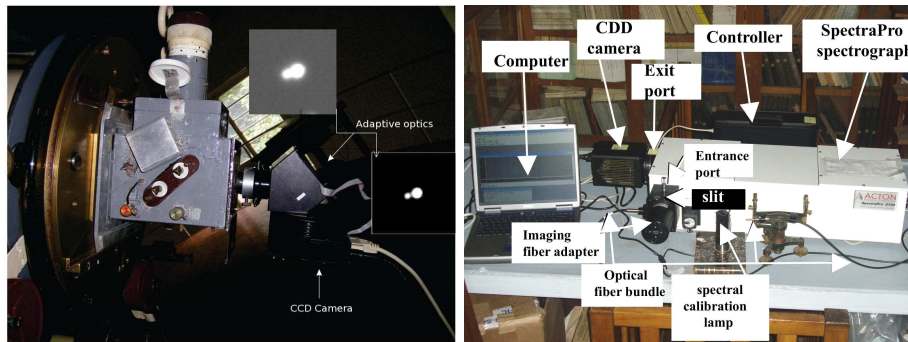 Adaptive optics
CCD Camera
Computer
CDD
camera
Controller
SpectraPro
spectrograph
Exit
port
Entrance
port
slit
ACTON
Imaging
fiber adapter
Optical
fiber bundle
spectral
calibration
lamp